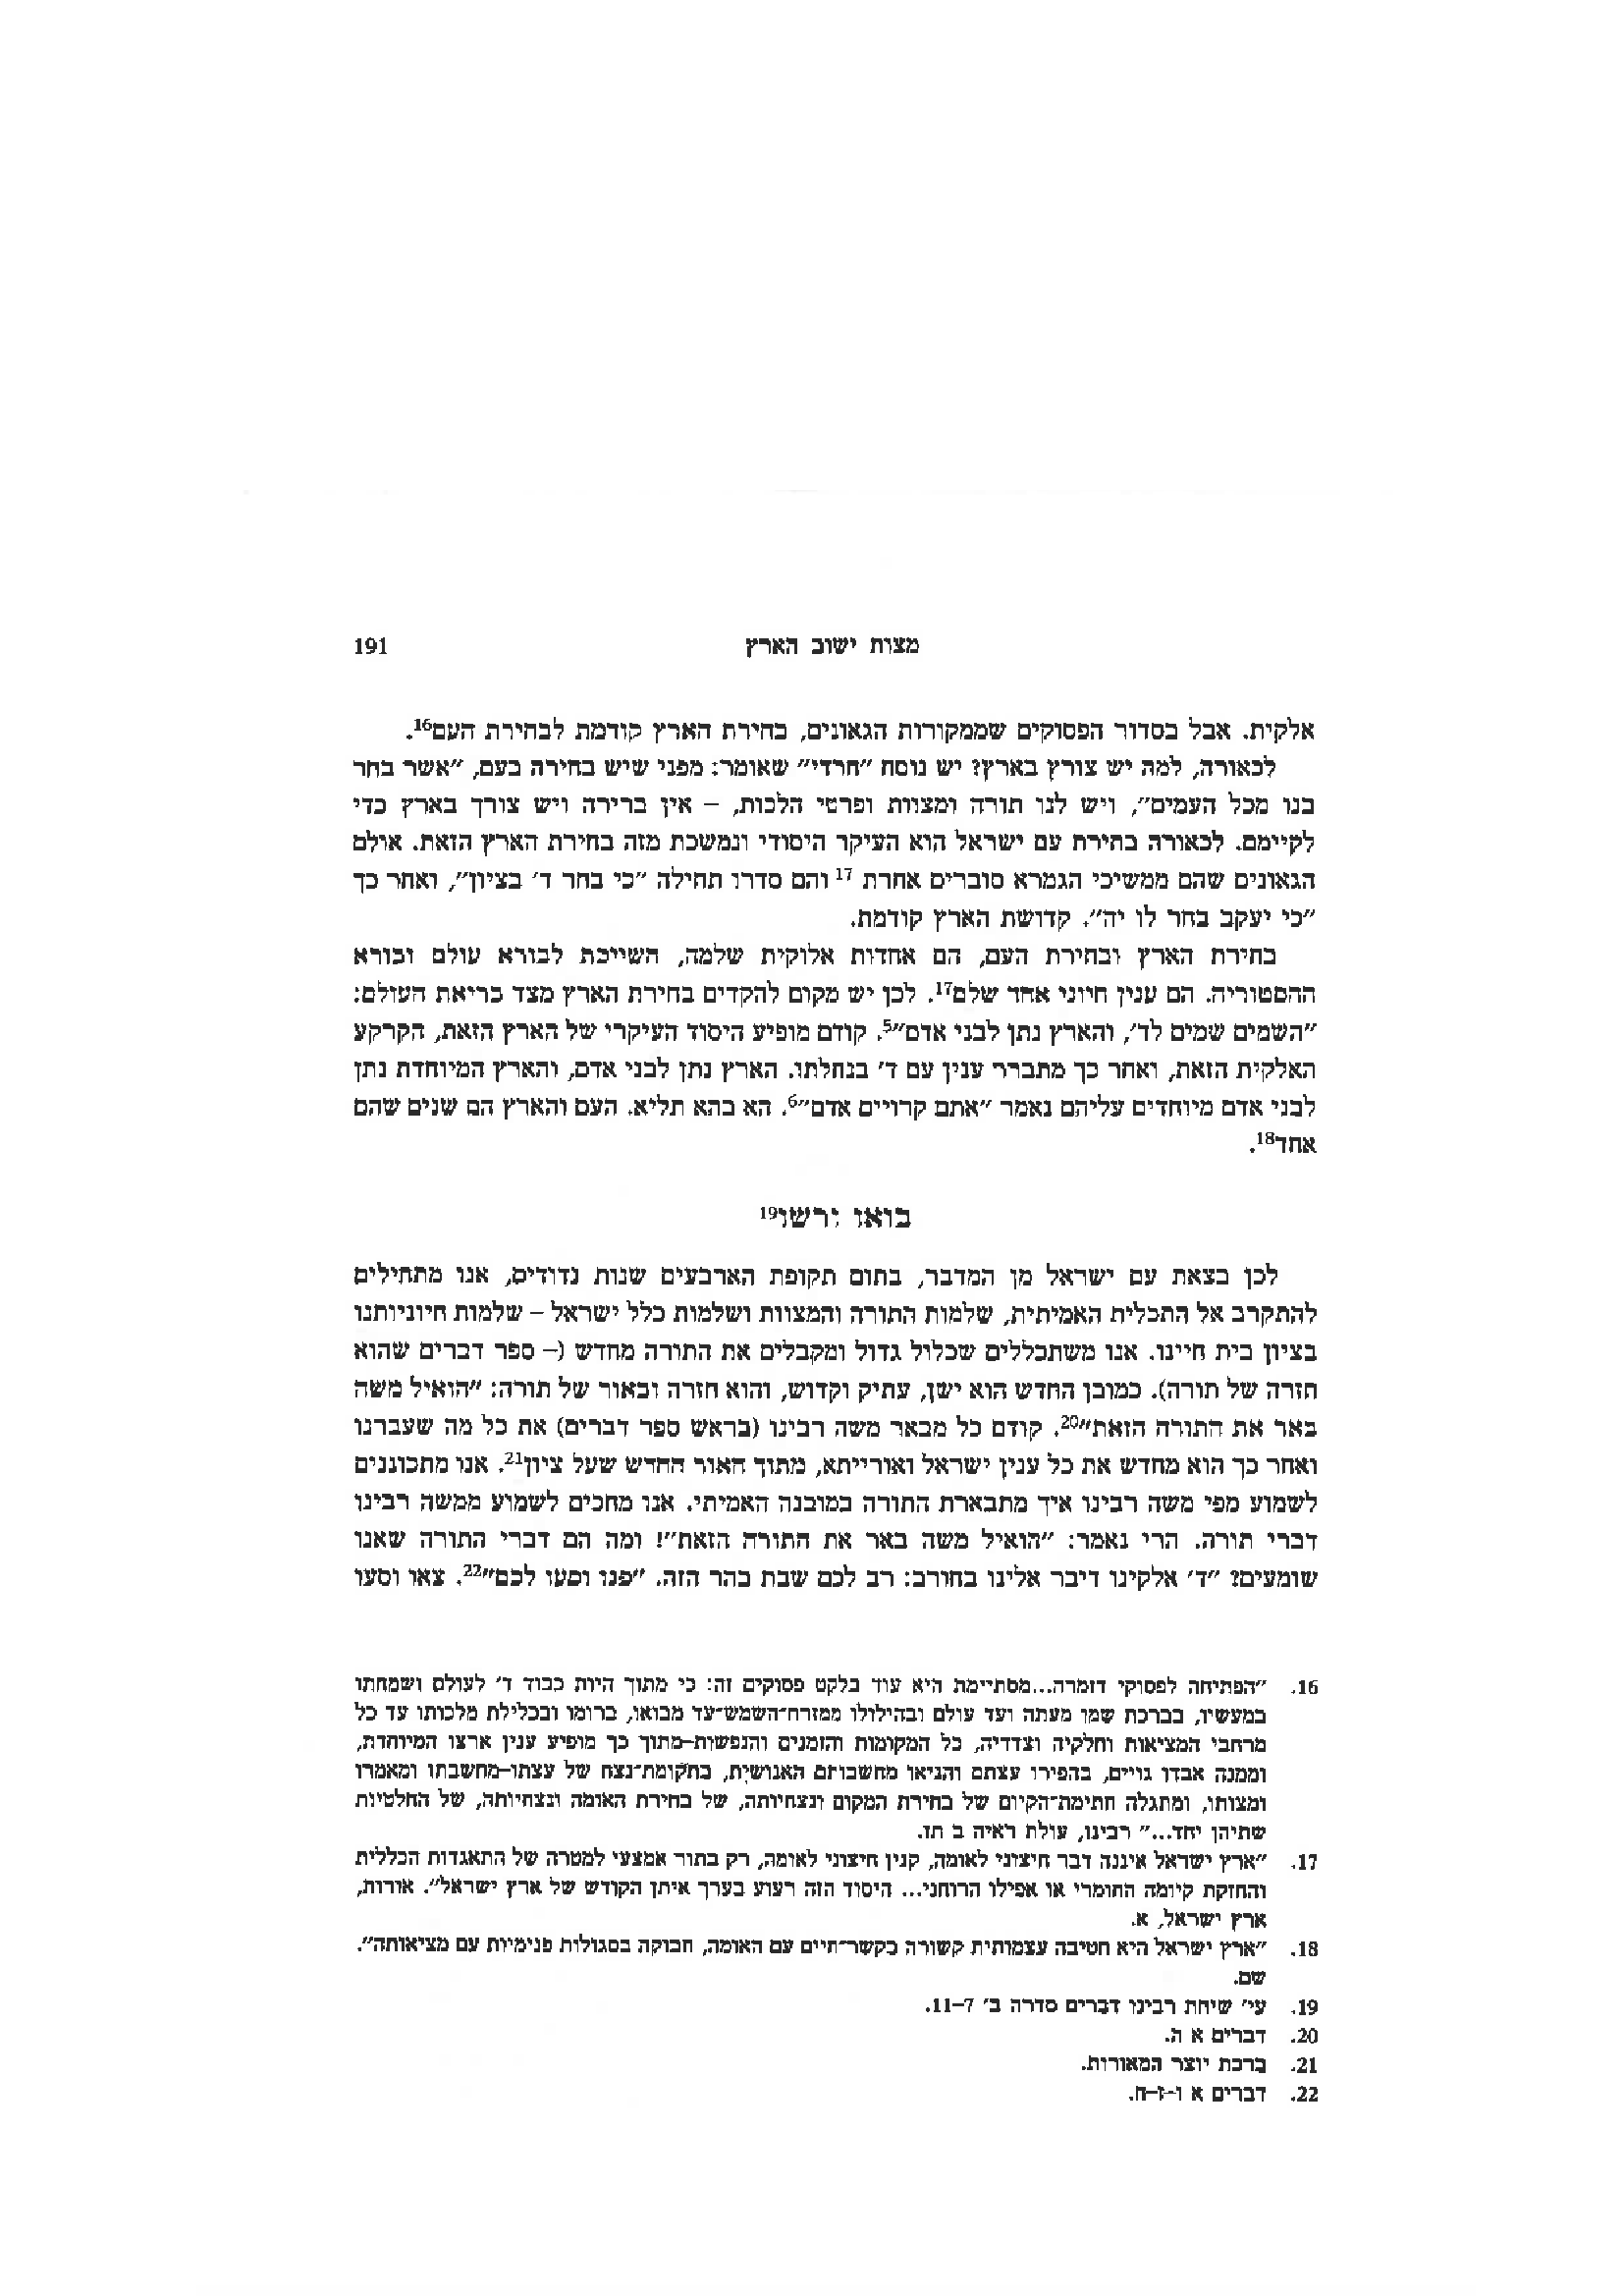 מצות ישוב הארץ 191
אלקית. אבל בסדור הפסוקים שממקורות הגאונים, בחירת הארץ קודמת לבחירת העם16.
לכאורה, למה יש צורץ בארץ? יש נוסח "חרדי" שאומר: מפני שיש בחירה בעם, "אשר בחר
בנו מכל העמים", ויש לנו תורה ומצוות ופרטי הלכות, – אין ברירה ויש צורך בארץ כדי
לקיימם. לכאורה בחירת עם ישראל הוא העיקר היסודי ונמשכת מזה בחירת הארץ הזאת. אולם
הגאונים שהם ממשיכי הגמרא סוברים אחרת17 והם סדרו תחילה "כי בחר ד' בציון", ואחר כך
"כי יעקב בחר לו יה". קדושת הארץ קודמת.
בחירת הארץ ובחירת העם, הם אחדות אלוקית שלמה, השייכת לבורא עולם ובורא
ההסטוריה. הם ענין חיוני אחד שלם17. לכן יש מקום להקדים בחירת הארץ מצד בריאת העולם:
"השמים שמים לד', והארץ נתן לבני אדם"5. קודם מופיע היסוד העיקרי של הארץ הזאת, הקרקע
האלקית הזאת, ואחר כך מתברר ענין עם ד' בנחלתו. הארץ נתן לבני אדם, והארץ המיוחדת נתן
לבני אדם מיוחדים עליהם נאמר "אתם קרויים אדם"6. הא בהא תליא. העם והארץ הם שנים שהם
אחד18.
בואו ורשו19
לכן בצאת עם ישראל מן המדבר, בתום תקופת הארבעים שנות נדודים, אנו מתחילים
להתקרב אל התכלית האמיתית, שלמות התורה והמצוות ושלמות כלל ישראל – שלמות חיוניותנו
בציון בית חיינו. אנו משתכללים שכלול גדול ומקבלים את התורה מחדש (– ספר דברים שהוא
חזרה של תורה). כמובן החדש הוא ישן, עתיק וקדוש, והוא חזרה ובאור של תורה: "הואיל משה
באר את התורה הזאת"20. קודם כל מבאר משה רבינו (בראש ספר דברים) את כל מה שעברנו
ואחר כך הוא מחדש את כל ענין ישראל ואורייתא, מתוך האור החדש שעל ציון21. אנו מתכוננים
לשמוע מפי משה רבינו איך מתבארת התורה במובנה האמיתי. אנו מחכים לשמוע ממשה רבינו
דברי תורה. הרי נאמר: "הואיל משה באר את התורה הזאת"! ומה הם דברי התורה שאנו
שומעים? "ד' אלקינו דיבר אלינו בחורב: רב לכם שבת בהר הזה. "פנו וסעו לכם"22. צאו וסעו
16. "הפתיחה לפסוקי דזמרה...מסתיימת היא עוד בלקט פסוקים זה: כי מתוך היות כבוד ד' לעולם ושמחתו
במעשיו, בברכת שמו מעתה ועד עולם ובהילולו ממזרח־השמש־עד מבואו, ברומו ובכלילת מלכותו עד כל
מרחבי המציאות וחלקיה וצדדיה, כל המקומות והזמנים והנפשות–מתוך כך מופיע ענין ארצו המיוחדת,
וממנה אבדו גויים, בהפירו עצתם והניאו מחשבותם האנושית, בתקומת־נצח של עצתו–מחשבתו ומאמרו
ומצותו, ומתגלה חתימת־הקיום של בחירת המקום ונצחיותה, של בחירת האומה ונצחיותה, של החלטיות
שתיהן יחד..." רבינו, עולת ראיה ב תז.
17. "ארץ ישראל איננה דבר חיצוני לאומה, קנין חיצוני לאומה, רק בתור אמצעי למטרה של התאגדות הכללית
והחזקת קיומה החומרי או אפילו הרוחני... היסוד הזה רעוע בערך איתן הקודש של ארץ ישראל". אורות,
ארץ ישראל, א.
18. "ארץ ישראל היא חטיבה עצמותית קשורה בקשר־חיים עם האומה, חבוקה בסגולות פנימיות עם מציאותה".
שם.
19. עי' שיחת רבינו דברים סדרה ב' 7–11.
20. דברים א ה.
21. ברכת יוצר המאורות.
22. דברים א ו-ז-ח.